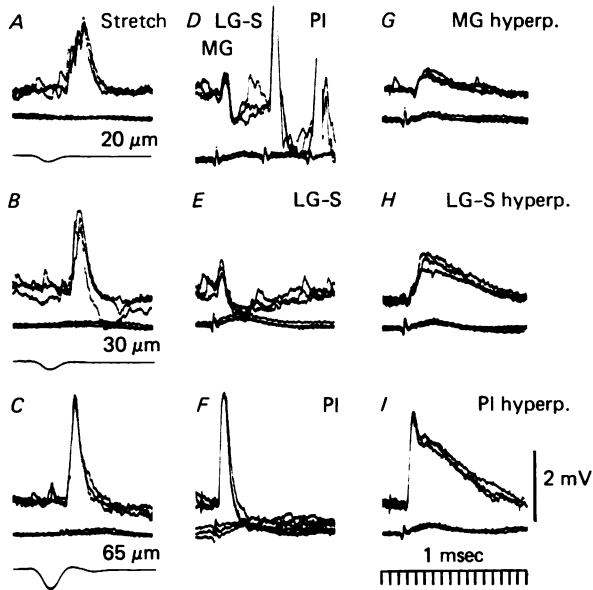 A Stretch
20 µm
B
30 µm
C
65 µm
D LG-S PI
MG
E LG-S
F PI
G MG hyperp.
H LG-S hyperp.
I PI hyperp.
2 mV
1 msec